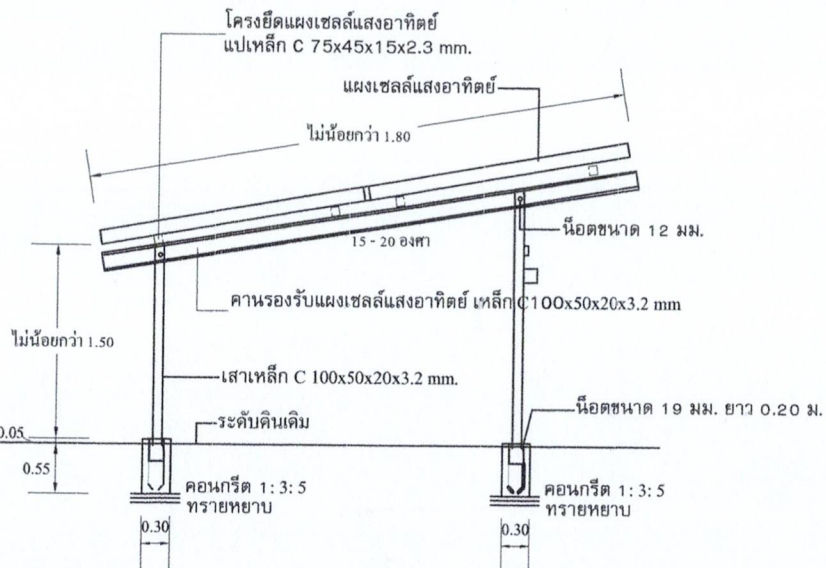 โครงยึดแผงเซลล์แสงอาทิตย์
แปเหล็ก C 75x45x15x2.3 mm.
แผงเซลล์แสงอาทิตย์
ไม่น้อยกว่า 1.80
15 - 20 องศา
น็อตขนาด 12 มม.
คานรองรับแผงเซลล์แสงอาทิตย์ เหล็ก C100x50x20x3.2 mm
ไม่น้อยกว่า 1.50
เสาเหล็ก C 100x50x20x3.2 mm.
น็อตขนาด 19 มม. ยาว 0.20 ม.
ระดับดินเดิม
0.05
0.55
คอนกรีต 1: 3: 5
ทรายหยาบ
คอนกรีต 1: 3: 5
ทรายหยาบ
0.30
0.30